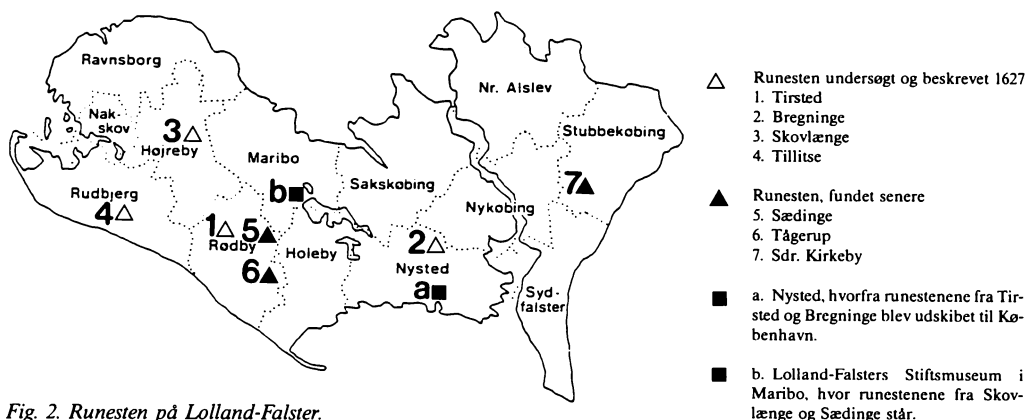 Ravnsborg
Nak-
skov
3
Højreby
Maribo
b
Rudbjerg
4
1
5
Rødby
6
Holeby
Sakskøbing
2
Nysted
a
Nr. Alslev
Stubbekøbing
7
Nykøbing
Syd-
falster
Runesten undersøgt og beskrevet 1627
1. Tirsted
2. Bregninge
3. Skovlænge
4. Tillitse
Runesten, fundet senere
5. Sædinge
6. Tågerup
7. Sdr. Kirkeby
a. Nysted, hvorfra runestenene fra Tir-
sted og Bregninge blev udskibet til Kø-
benhavn.
b. Lolland-Falsters Stiftsmuseum i
Maribo, hvor runestenene fra Skov-
længe og Sædinge står.
Fig. 2. Runesten på Lolland-Falster.